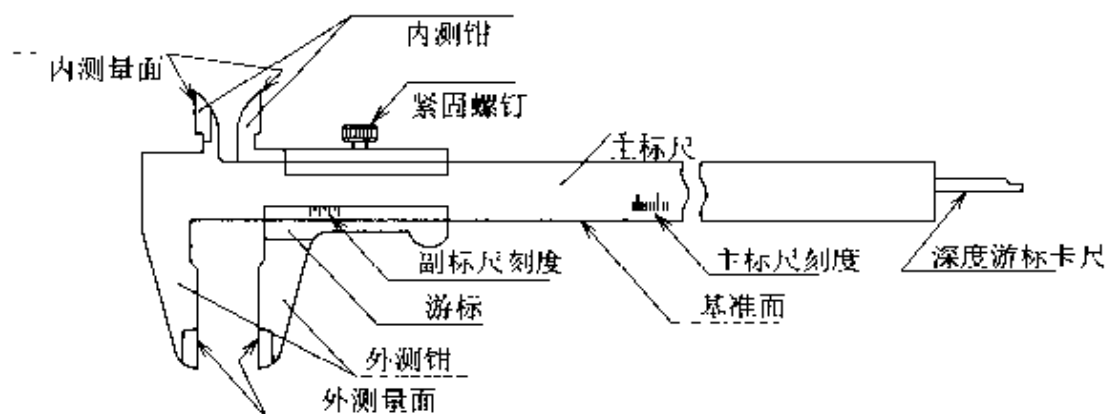 内测钳
内测量面
紧固螺钉
主标尺
副标尺刻度
主标尺刻度
深度游标卡尺
游标
基准面
外测钳
外测量面